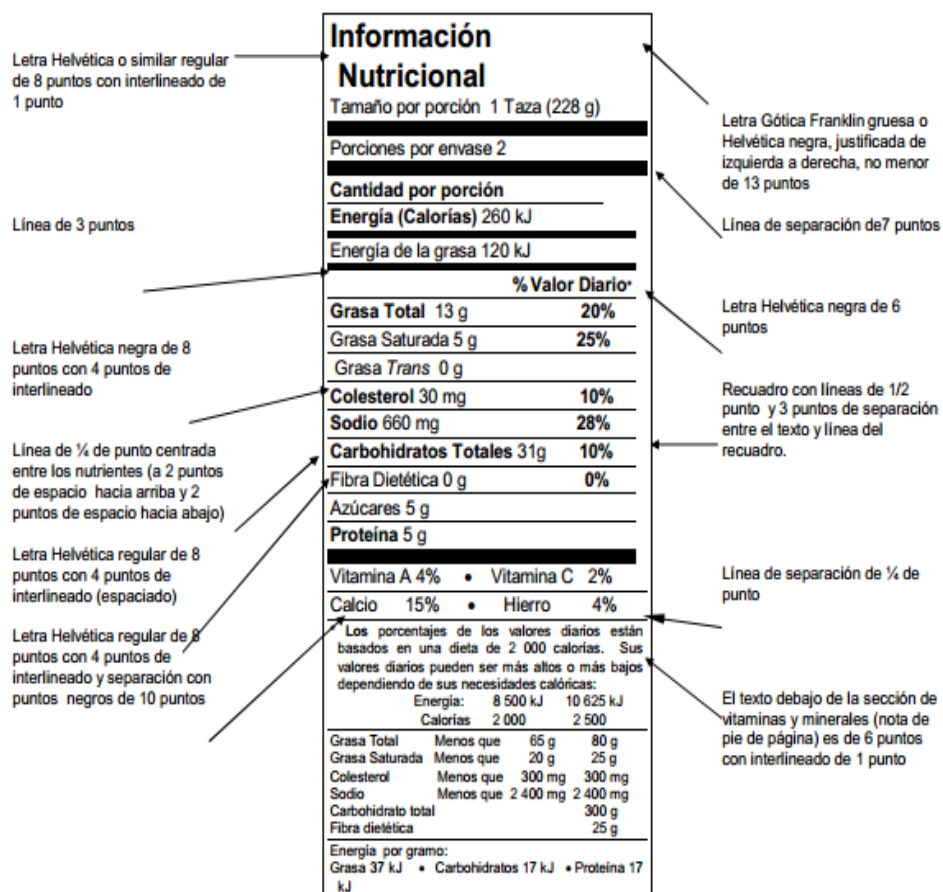 Letra Helvética o similar regular
de 8 puntos con interlineado de
1 punto
Línea de 3 puntos
Letra Helvética negra de 8
puntos con 4 puntos de
interlineado
Línea de ¼ de punto centrada
entre los nutrientes (a 2 puntos
de espacio hacia arriba y 2
puntos de espacio hacia abajo)
Letra Helvética regular de 8
puntos con 4 puntos de
interlineado (espaciado)
Letra Helvética regular de 8
puntos con 4 puntos de
interlineado y separación con
puntos negros de 10 puntos
Información
Nutricional
Tamaño por porción 1 Taza (228 g)
Porciones por envase 2
Cantidad por porción
Energía (Calorías) 260 kJ
Energía de la grasa 120 kJ
% Valor Diario*
Grasa Total 13 g 20%
Grasa Saturada 5 g 25%
Grasa Trans 0 g
Colesterol 30 mg 10%
Sodio 660 mg 28%
Carbohidratos Totales 31g 10%
Fibra Dietética 0 g 0%
Azúcares 5 g
Proteína 5 g
Vitamina A 4% • Vitamina C 2%
Calcio 15% • Hierro 4%
* Los porcentajes de los valores diarios están
basados en una dieta de 2 000 calorías. Sus
valores diarios pueden ser más altos o más bajos
dependiendo de sus necesidades calóricas:
Energía: 8 500 kJ 10 625 kJ
Calorías 2 000 2 500
Grasa Total Menos que 65 g 80 g
Grasa Saturada Menos que 20 g 25 g
Colesterol Menos que 300 mg 300 mg
Sodio Menos que 2 400 mg 2 400 mg
Carbohidrato total 300 g
Fibra dietética 25 g
Energía por gramo:
Grasa 37 kJ • Carbohidratos 17 kJ • Proteína 17
kJ
Letra Gótica Franklin gruesa o
Helvética negra, justificada de
izquierda a derecha, no menor
de 13 puntos
Línea de separación de7 puntos
Letra Helvética negra de 6
puntos
Recuadro con líneas de 1/2
punto y 3 puntos de separación
entre el texto y línea del
recuadro.
Línea de separación de ¼ de
punto
El texto debajo de la sección de
vitaminas y minerales (nota de
pie de página) es de 6 puntos
con interlineado de 1 punto